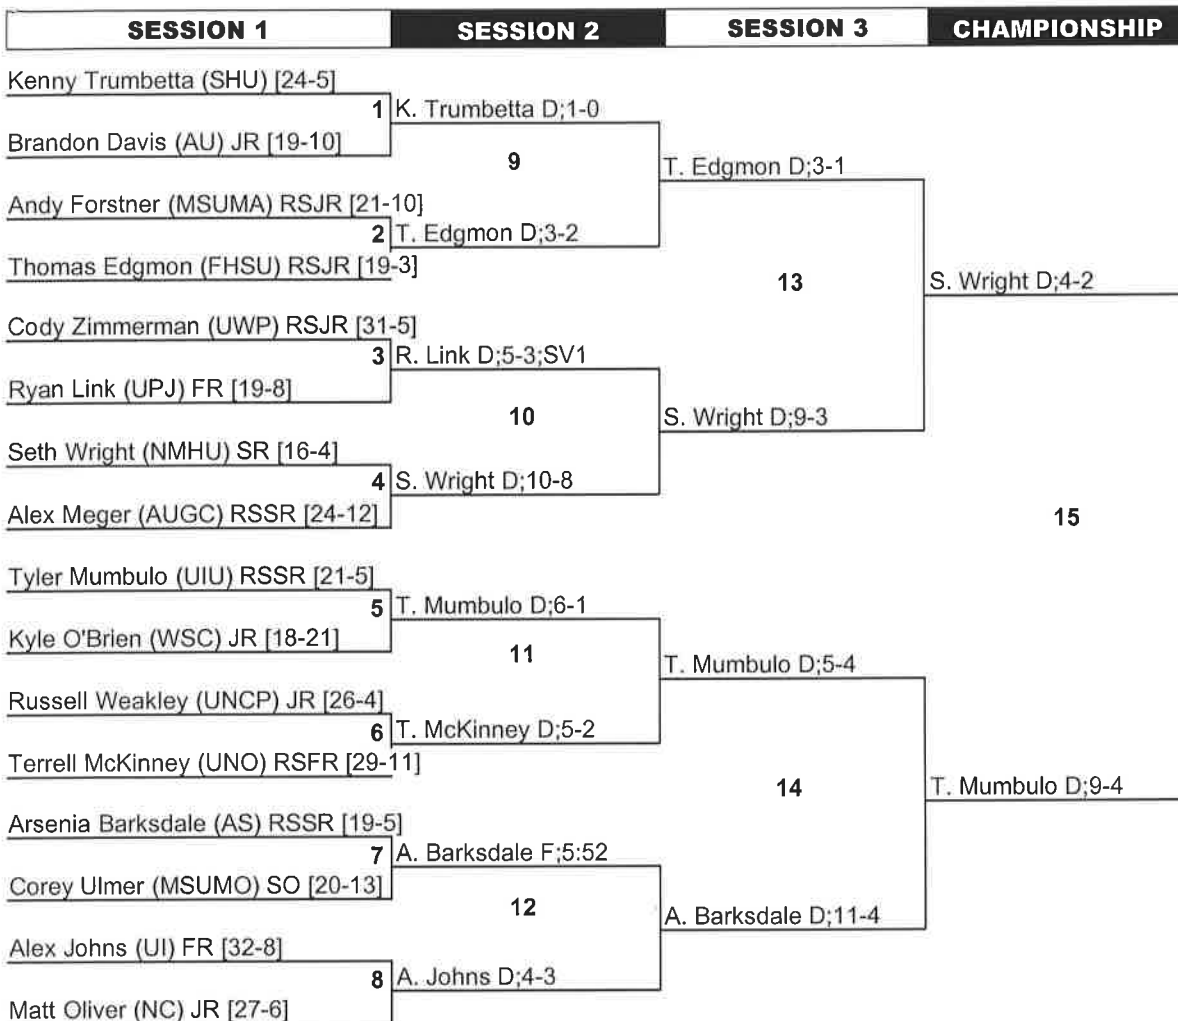 SESSION 1 SESSION 2 SESSION 3 CHAMPIONSHIP
Kenny Trumbetta (SHU) [24-5]
1 K. Trumbetta D;1-0
Brandon Davis (AU) JR [19-10]
9
T. Edgmon D;3-1
Andy Forstner (MSUMA) RSJR [21-10]
2 T. Edgmon D;3-2
Thomas Edgmon (FHSU) RSJR [19-3]
13
S. Wright D;4-2
Cody Zimmerman (UWP) RSJR [31-5]
3 R. Link D;5-3;SV1
Ryan Link (UPJ) FR [19-8]
10
S. Wright D;9-3
Seth Wright (NMHU) SR [16-4]
4 S. Wright D;10-8
Alex Meger (AUGC) RSSR [24-12]
15
Tyler Mumbulo (UIU) RSSR [21-5]
5 T. Mumbulo D;6-1
Kyle O'Brien (WSC) JR [18-21]
11
T. Mumbulo D;5-4
Russell Weakley (UNCP) JR [26-4]
6 T. McKinney D;5-2
Terrell McKinney (UNO) RSFR [29-11]
14
T. Mumbulo D;9-4
Arsenia Barksdale (AS) RSSR [19-5]
7 A. Barksdale F;5:52
Corey Ulmer (MSUMO) SO [20-13]
12
A. Barksdale D;11-4
Alex Johns (UI) FR [32-8]
8 A. Johns D;4-3
Matt Oliver (NC) JR [27-6]